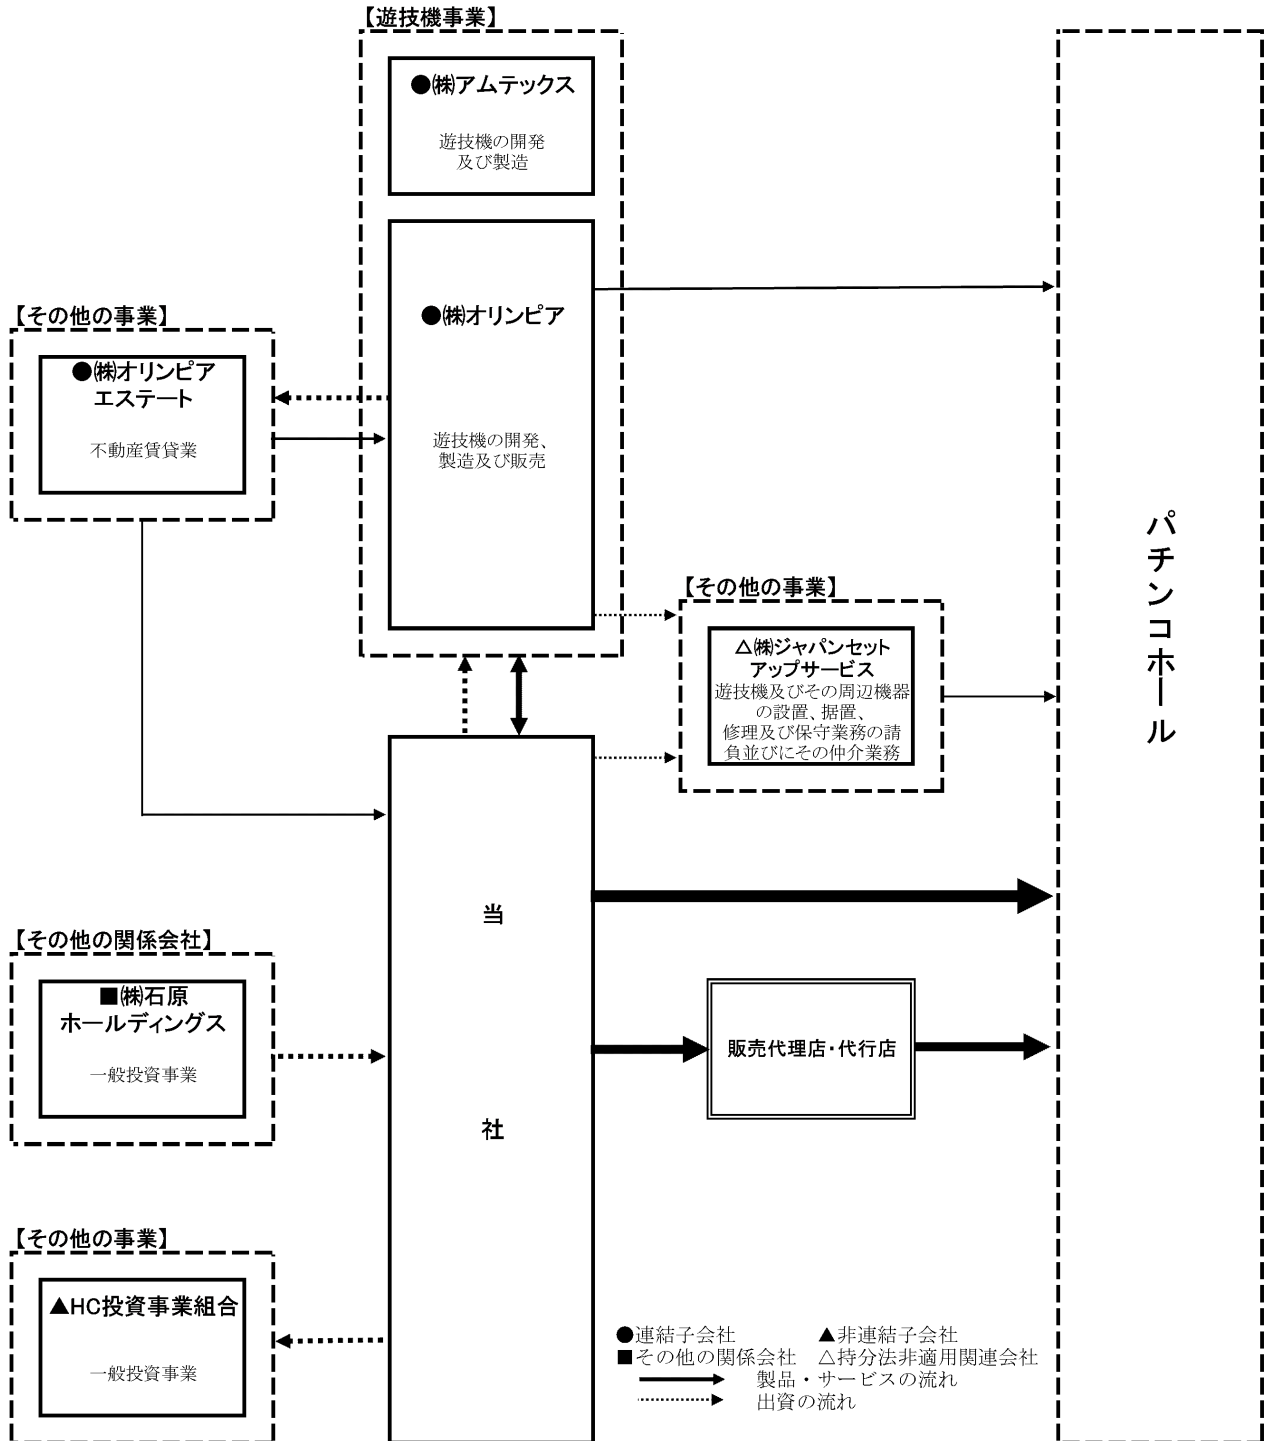 【遊技機事業】
●㈱アムテックス
遊技機の開発
及び製造
●㈱オリンピア
遊技機の開発、
製造及び販売
【その他の事業】
●㈱オリンピア
エステート
不動産賃貸業
【その他の事業】
△㈱ジャパンセット
アップサービス
遊技機及びその周辺機器
の設置、据置、
修理及び保守業務の請
負並びにその仲介業務
パチンコホール
当社
【その他の関係会社】
■㈱石原
ホールディングス
一般投資事業
販売代理店・代行店
【その他の事業】
▲HC投資事業組合
一般投資事業
●連結子会社 ▲非連結子会社
■その他の関係会社 △持分法非適用関連会社
製品・サービスの流れ
出資の流れ